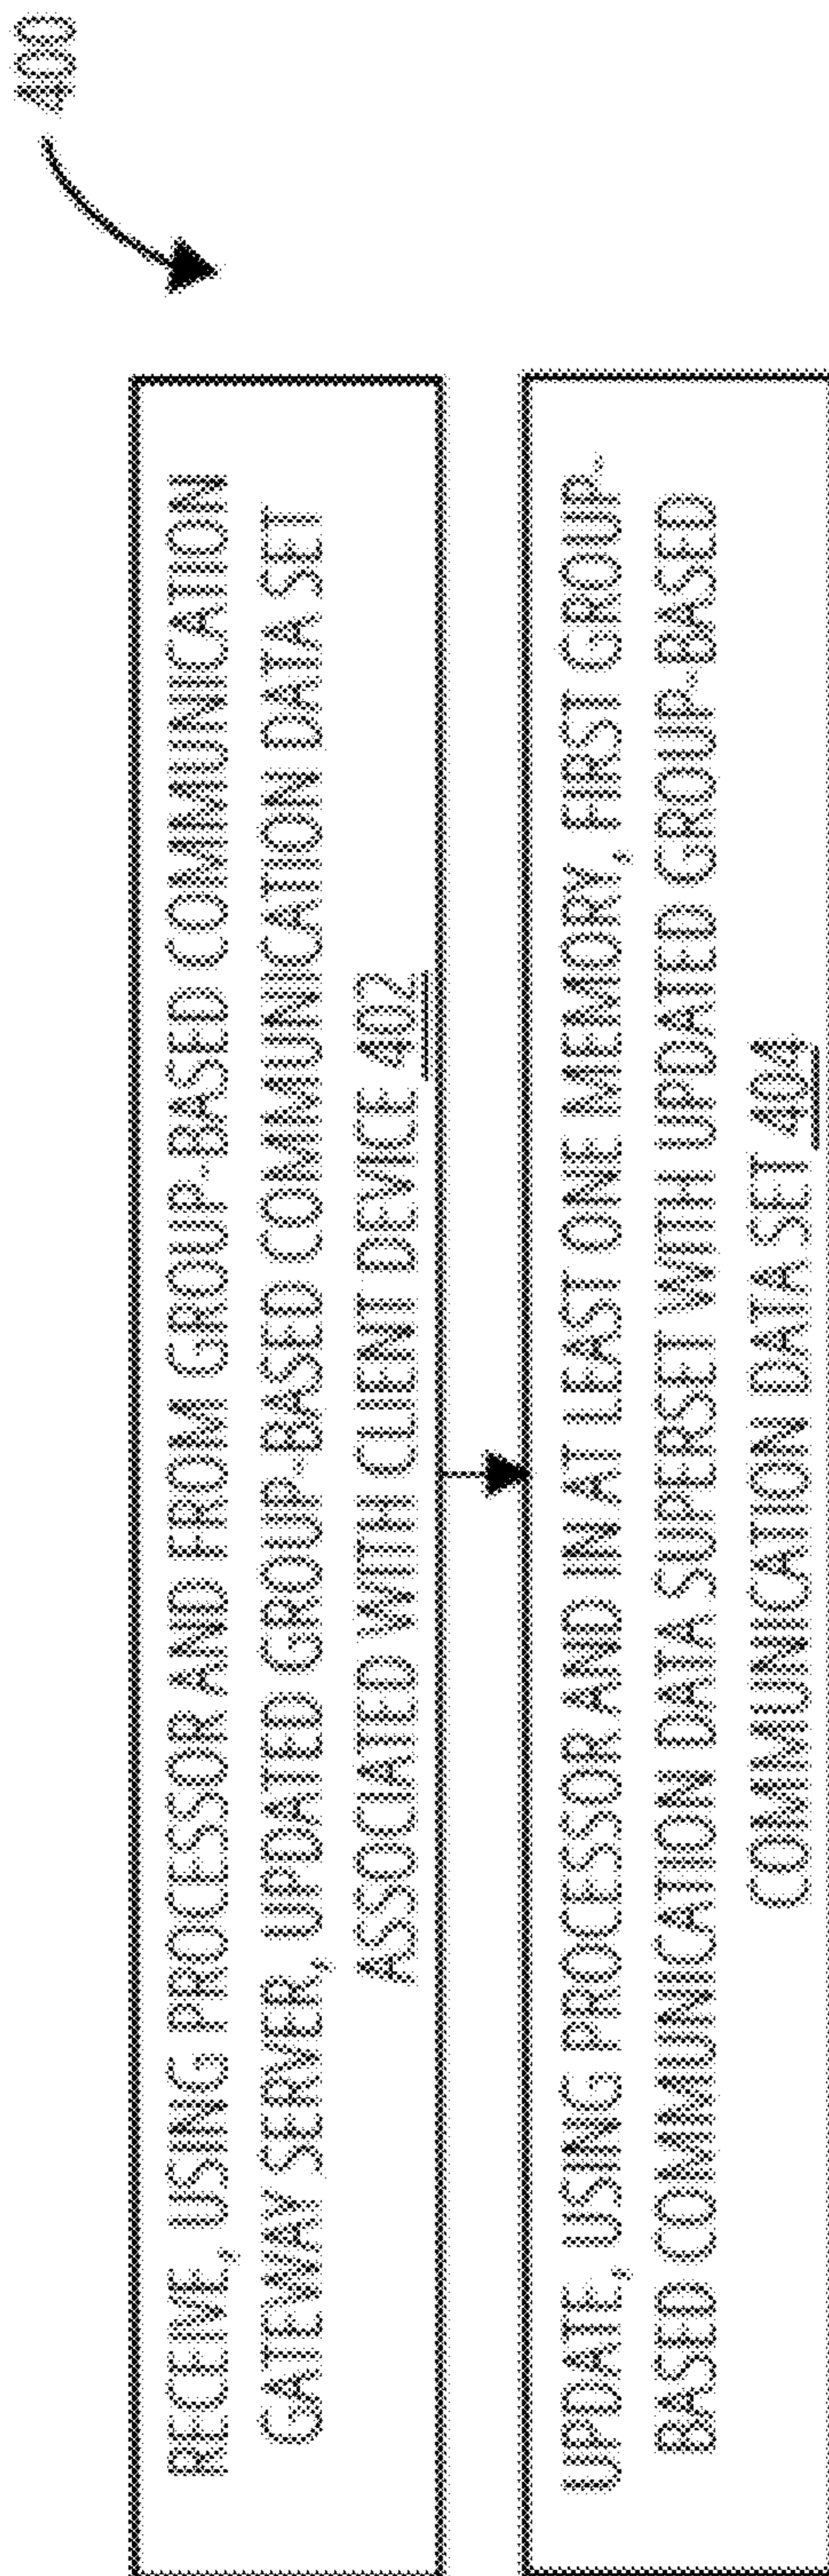 400
RECEIVE, USING PROCESSOR AND FROM GROUP-BASED COMMUNICATION
GATEWAY SERVER, UPDATED GROUP-BASED COMMUNICATION DATA SET
ASSOCIATED WITH CLIENT DEVICE 402
UPDATE, USING PROCESSOR AND IN AT LEAST ONE MEMORY, FIRST GROUP-
BASED COMMUNICATION DATA SUPERSET WITH UPDATED GROUP-BASED
COMMUNICATION DATA SET 404